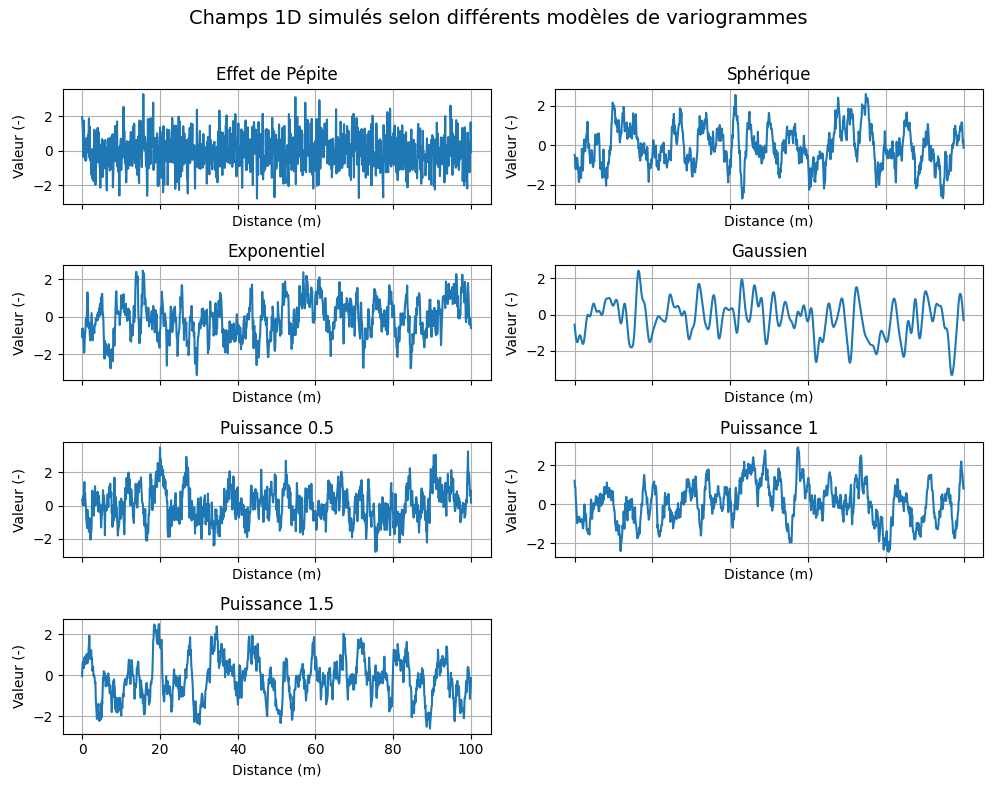 Champs 1D simulés selon différents modèles de variogrammes
Effet de Pépite
Valeur (-)
2
0
−2
Distance (m)
Sphérique
Valeur (-)
2
0
−2
Distance (m)
Exponentiel
Valeur (-)
2
0
−2
Distance (m)
Gaussien
Valeur (-)
2
0
−2
Distance (m)
Puissance 0.5
Valeur (-)
2
0
−2
Distance (m)
Puissance 1
Valeur (-)
2
0
−2
Distance (m)
Puissance 1.5
Valeur (-)
2
0
−2
0 20 40 60 80 100
Distance (m)